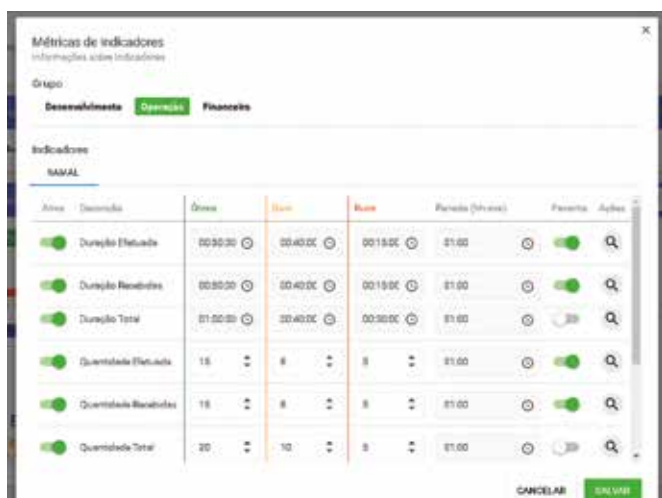 Métricas de Indicadores
Informações sobre indicadores
Grupo
Desenvolvimento Operação Financeiro
Indicadores
RAMAL
Ativo Descrição Ótimo Bom Ruim Período (hh:mm) Favorito Ações
Duração Efetuada 00:50:00 00:40:00 00:15:00 01:00
Duração Recebidas 00:50:00 00:40:00 00:15:00 01:00
Duração Total 01:50:00 00:40:00 00:30:00 01:00
Quantidade Efetuada 15 8 5 01:00
Quantidade Recebidas 15 8 5 01:00
Quantidade Total 20 10 5 01:00
CANCELAR SALVAR